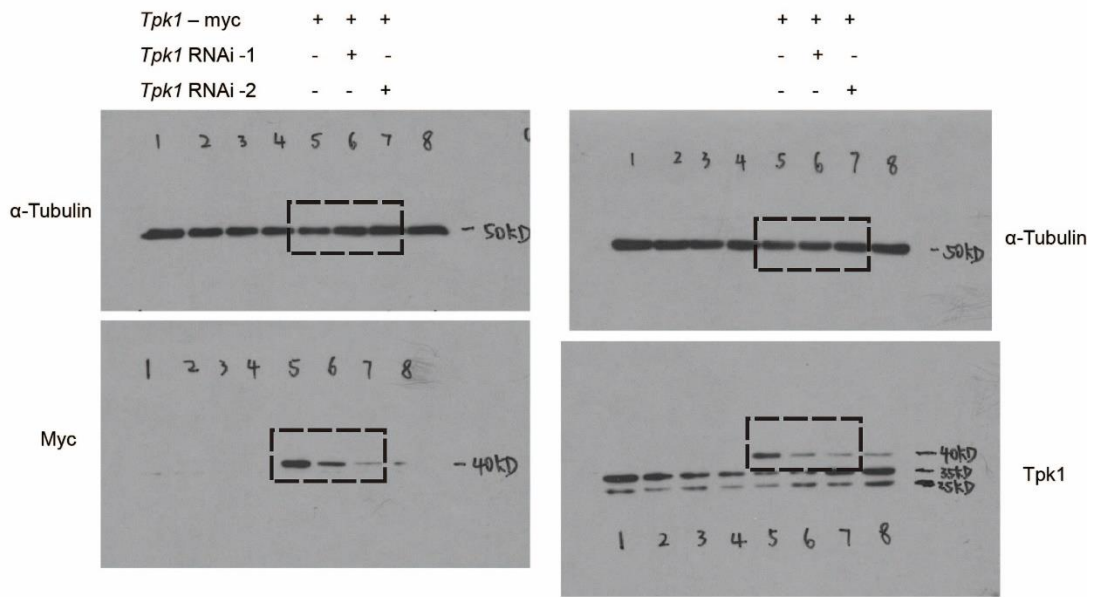 Tpk1 – myc + + + + + +
Tpk1 RNAi -1 - + - - + -
Tpk1 RNAi -2 - - + - - +
1 2 3 4 5 6 7 8
α-Tubulin
- 50KD
1 2 3 4 5 6 7 8
- 50KD
α-Tubulin
1 2 3 4 5 6 7 8
Myc
- 40KD
- 40KD
- 35KD
- 25KD
Tpk1
1 2 3 4 5 6 7 8